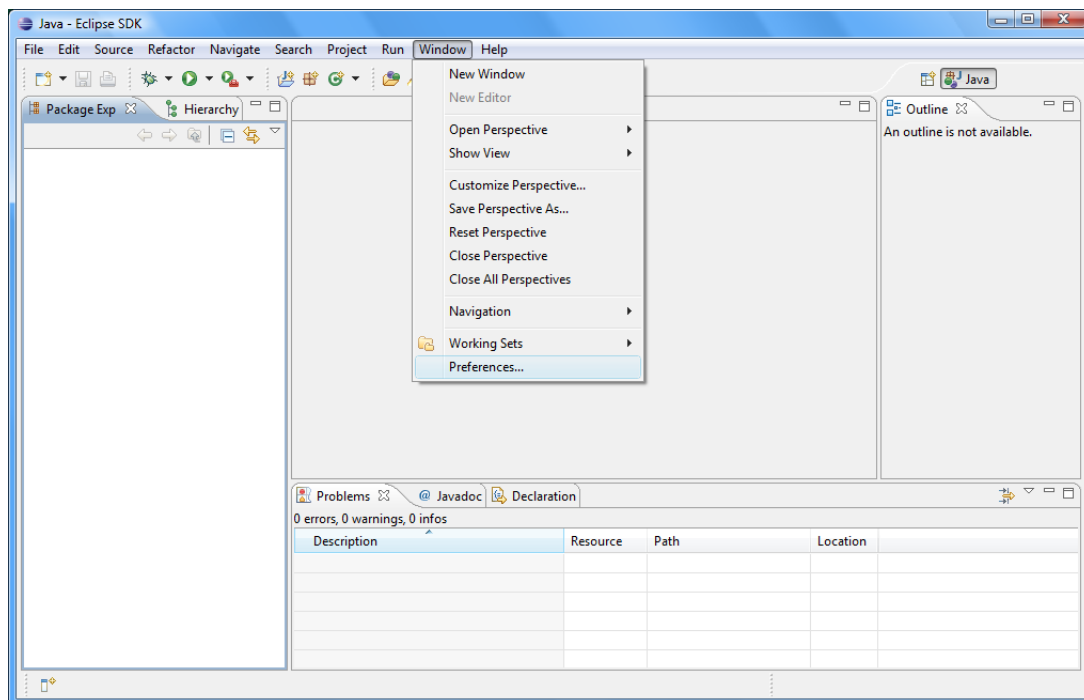 Java - Eclipse SDK
File Edit Source Refactor Navigate Search Project Run Window Help
Java
Package Exp Hierarchy
New Window
New Editor
Open Perspective
Show View
Customize Perspective...
Save Perspective As...
Reset Perspective
Close Perspective
Close All Perspectives
Navigation
Working Sets
Preferences...
Outline
An outline is not available.
Problems @ Javadoc Declaration
0 errors, 0 warnings, 0 infos
Description Resource Path Location